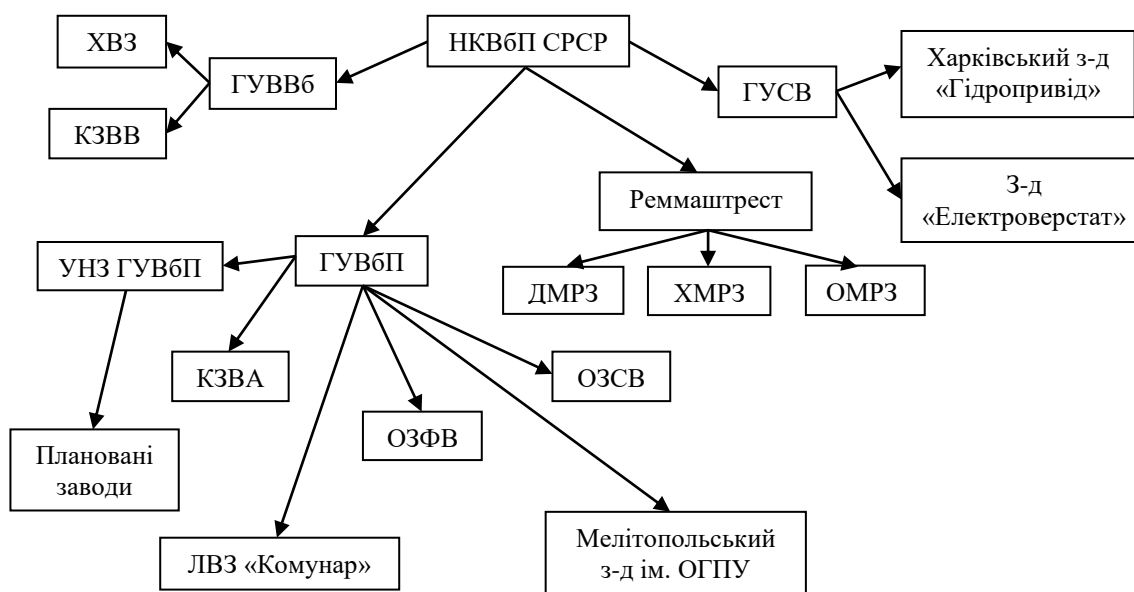 ХВЗ
НКВбП СРСР
ГУВВб
ГУСВ
Харківський з-д
«Гідропривід»
КЗВВ
Реммаштрест
З-д
«Електроверстат»
УНЗ ГУВбП
ГУВбП
ДМРЗ
ХМРЗ
ОМРЗ
КЗВА
ОЗСВ
ОЗФВ
Плановані
заводи
ЛВЗ «Комунар»
Мелітопольський
з-д ім. ОГПУ